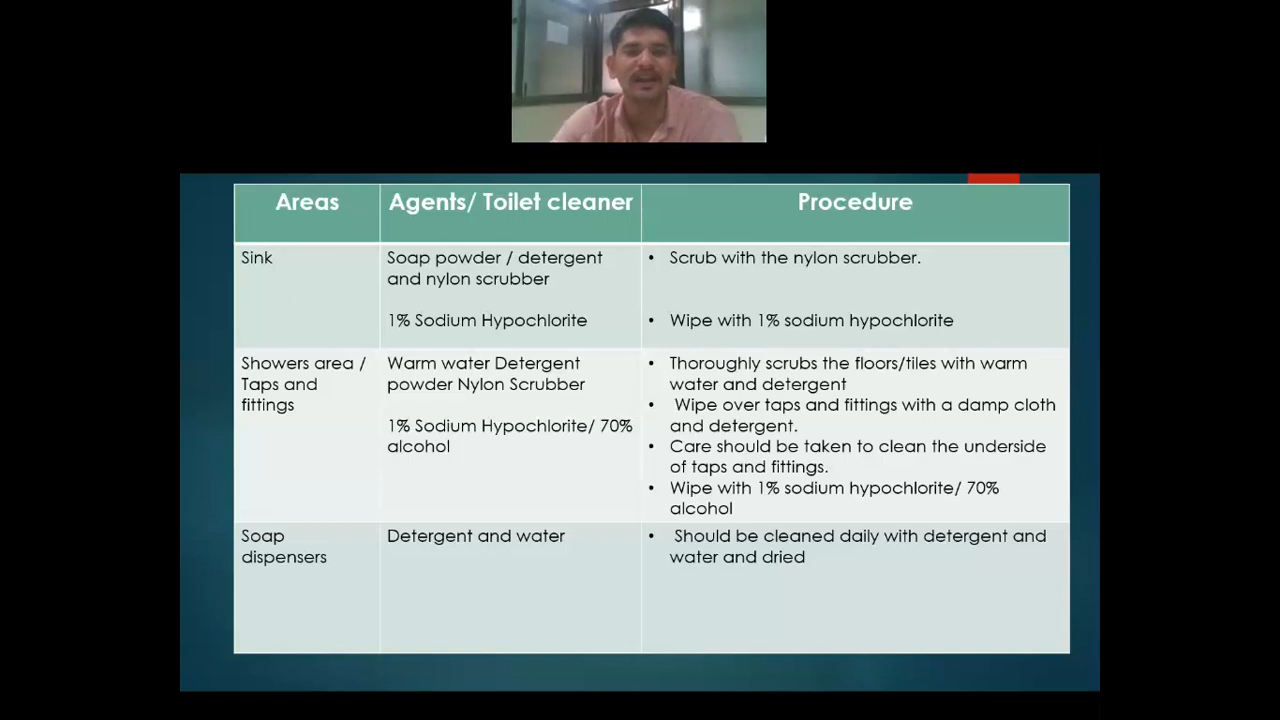 Areas
Agents/ Toilet cleaner
Procedure
Sink
Soap powder / detergent
and nylon scrubber
1% Sodium Hypochlorite
• Scrub with the nylon scrubber.
• Wipe with 1% sodium hypochlorite
Showers area /
Taps and
fittings
Warm water Detergent
powder Nylon Scrubber
1% Sodium Hypochlorite/ 70%
alcohol
• Thoroughly scrubs the floors/tiles with warm
water and detergent
• Wipe over taps and fittings with a damp cloth
and detergent.
• Care should be taken to clean the underside
of taps and fittings.
• Wipe with 1% sodium hypochlorite/ 70%
alcohol
Soap
dispensers
Detergent and water
• Should be cleaned daily with detergent and
water and dried